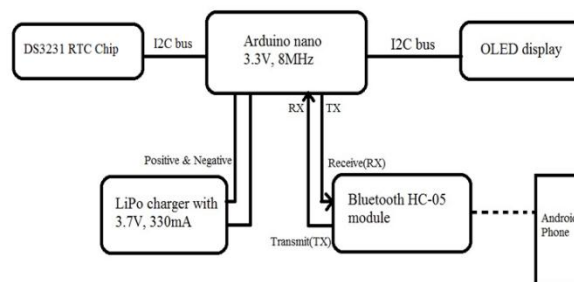 DS3231 RTC Chip
I2C bus
Arduino nano
3.3V, 8MHz
I2C bus
OLED display
RX
TX
Positive & Negative
Receive(RX)
LiPo charger with
3.7V, 330mA
Bluetooth HC-05
module
Transmit(TX)
Android
Phone